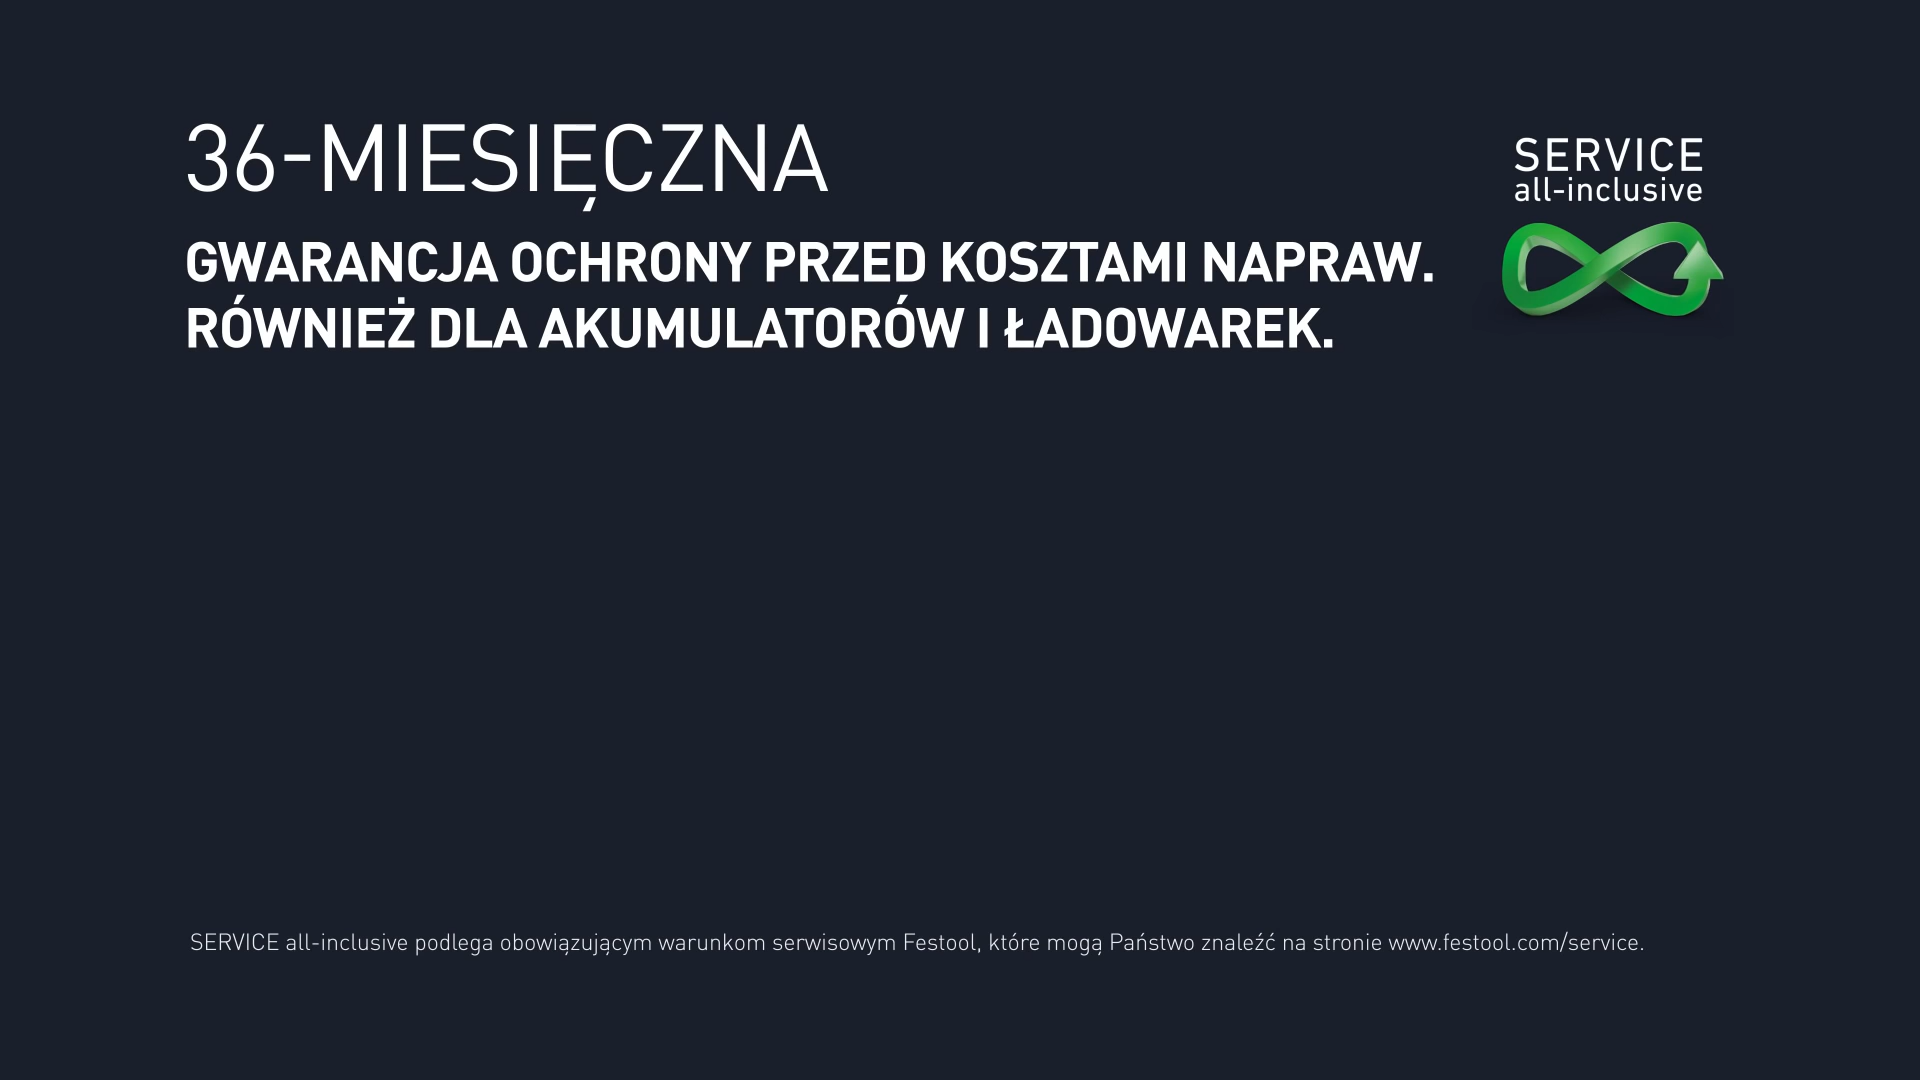 36-MIESIĘCZNA
GWARANCJA OCHRONY PRZED KOSZTAMI NAPRAW.
RÓWNIEŻ DLA AKUMULATORÓW I ŁADOWAREK.
SERVICE
all-inclusive
SERVICE all-inclusive podlega obowiązującym warunkom serwisowym Festool, które mogą Państwo znaleźć na stronie www.festool.com/service.